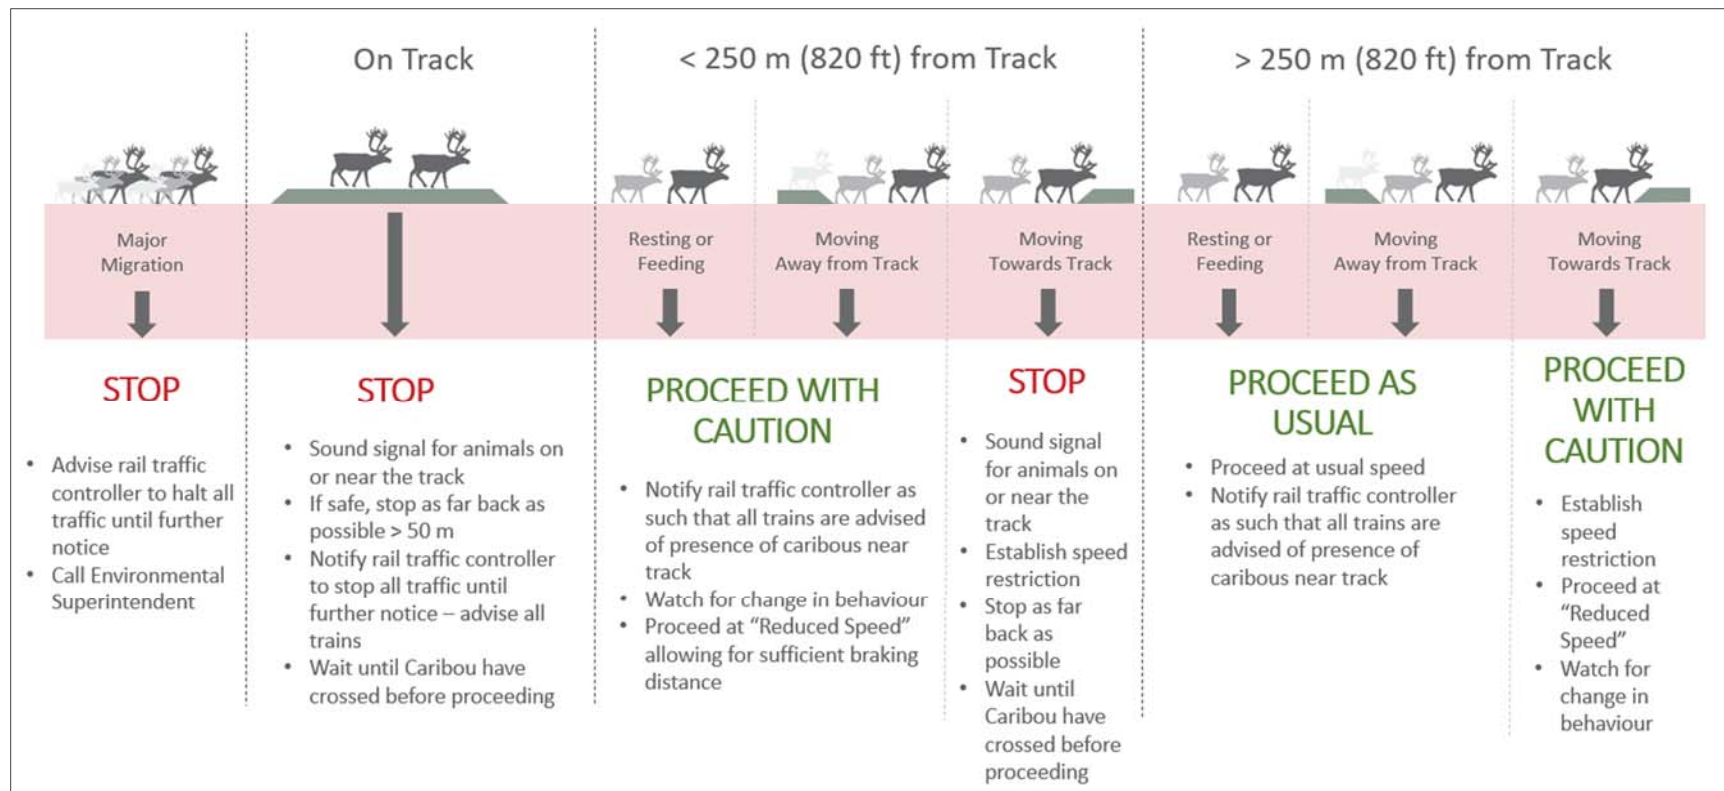 On Track
< 250 m (820 ft) from Track
> 250 m (820 ft) from Track
Major
Migration
Resting or
Feeding
Moving
Away from Track
Moving
Towards Track
Resting or
Feeding
Moving
Away from Track
Moving
Towards Track
STOP
• Advise rail traffic
controller to halt all
traffic until further
notice
• Call Environmental
Superintendent
STOP
• Sound signal for animals on
or near the track
• If safe, stop as far back as
possible > 50 m
• Notify rail traffic controller
to stop all traffic until
further notice – advise all
trains
• Wait until Caribou have
crossed before proceeding
PROCEED WITH
CAUTION
• Notify rail traffic controller as
such that all trains are advised
of presence of caribous near
track
• Watch for change in behaviour
• Proceed at “Reduced Speed”
allowing for sufficient braking
distance
STOP
• Sound signal
for animals on
or near the
track
• Establish speed
restriction
• Stop as far
back as
possible
• Wait until
Caribou have
crossed before
proceeding
PROCEED AS
USUAL
• Proceed at usual speed
• Notify rail traffic controller
as such that all trains are
advised of presence of
caribous near track
PROCEED
WITH
CAUTION
• Establish
speed
restriction
• Proceed at
“Reduced
Speed”
• Watch for
change in
behaviour